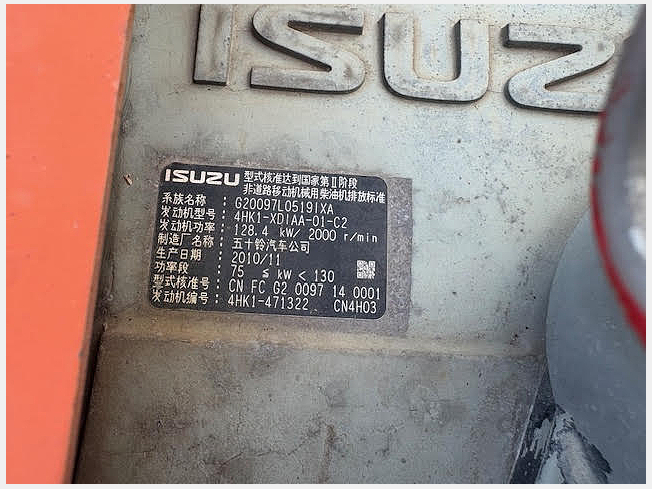 ISUZU
ISUZU 型式核准达到国家第Ⅱ阶段
非道路移动机械用柴油机排放标准
系族名称 : G20097L0519IXA
发动机型号 : 4HK1-XDIAA-01-C2
发动机功率 : 128.4 kW/ 2000 r/min
制造厂名称 : 五十铃汽车公司
生产日期 : 2010/11
功率段 : 75 ≤ kW < 130
型式核准号 : CN FC G2 0097 14 0001
发动机编号 : 4HK1-471322 CN4H03